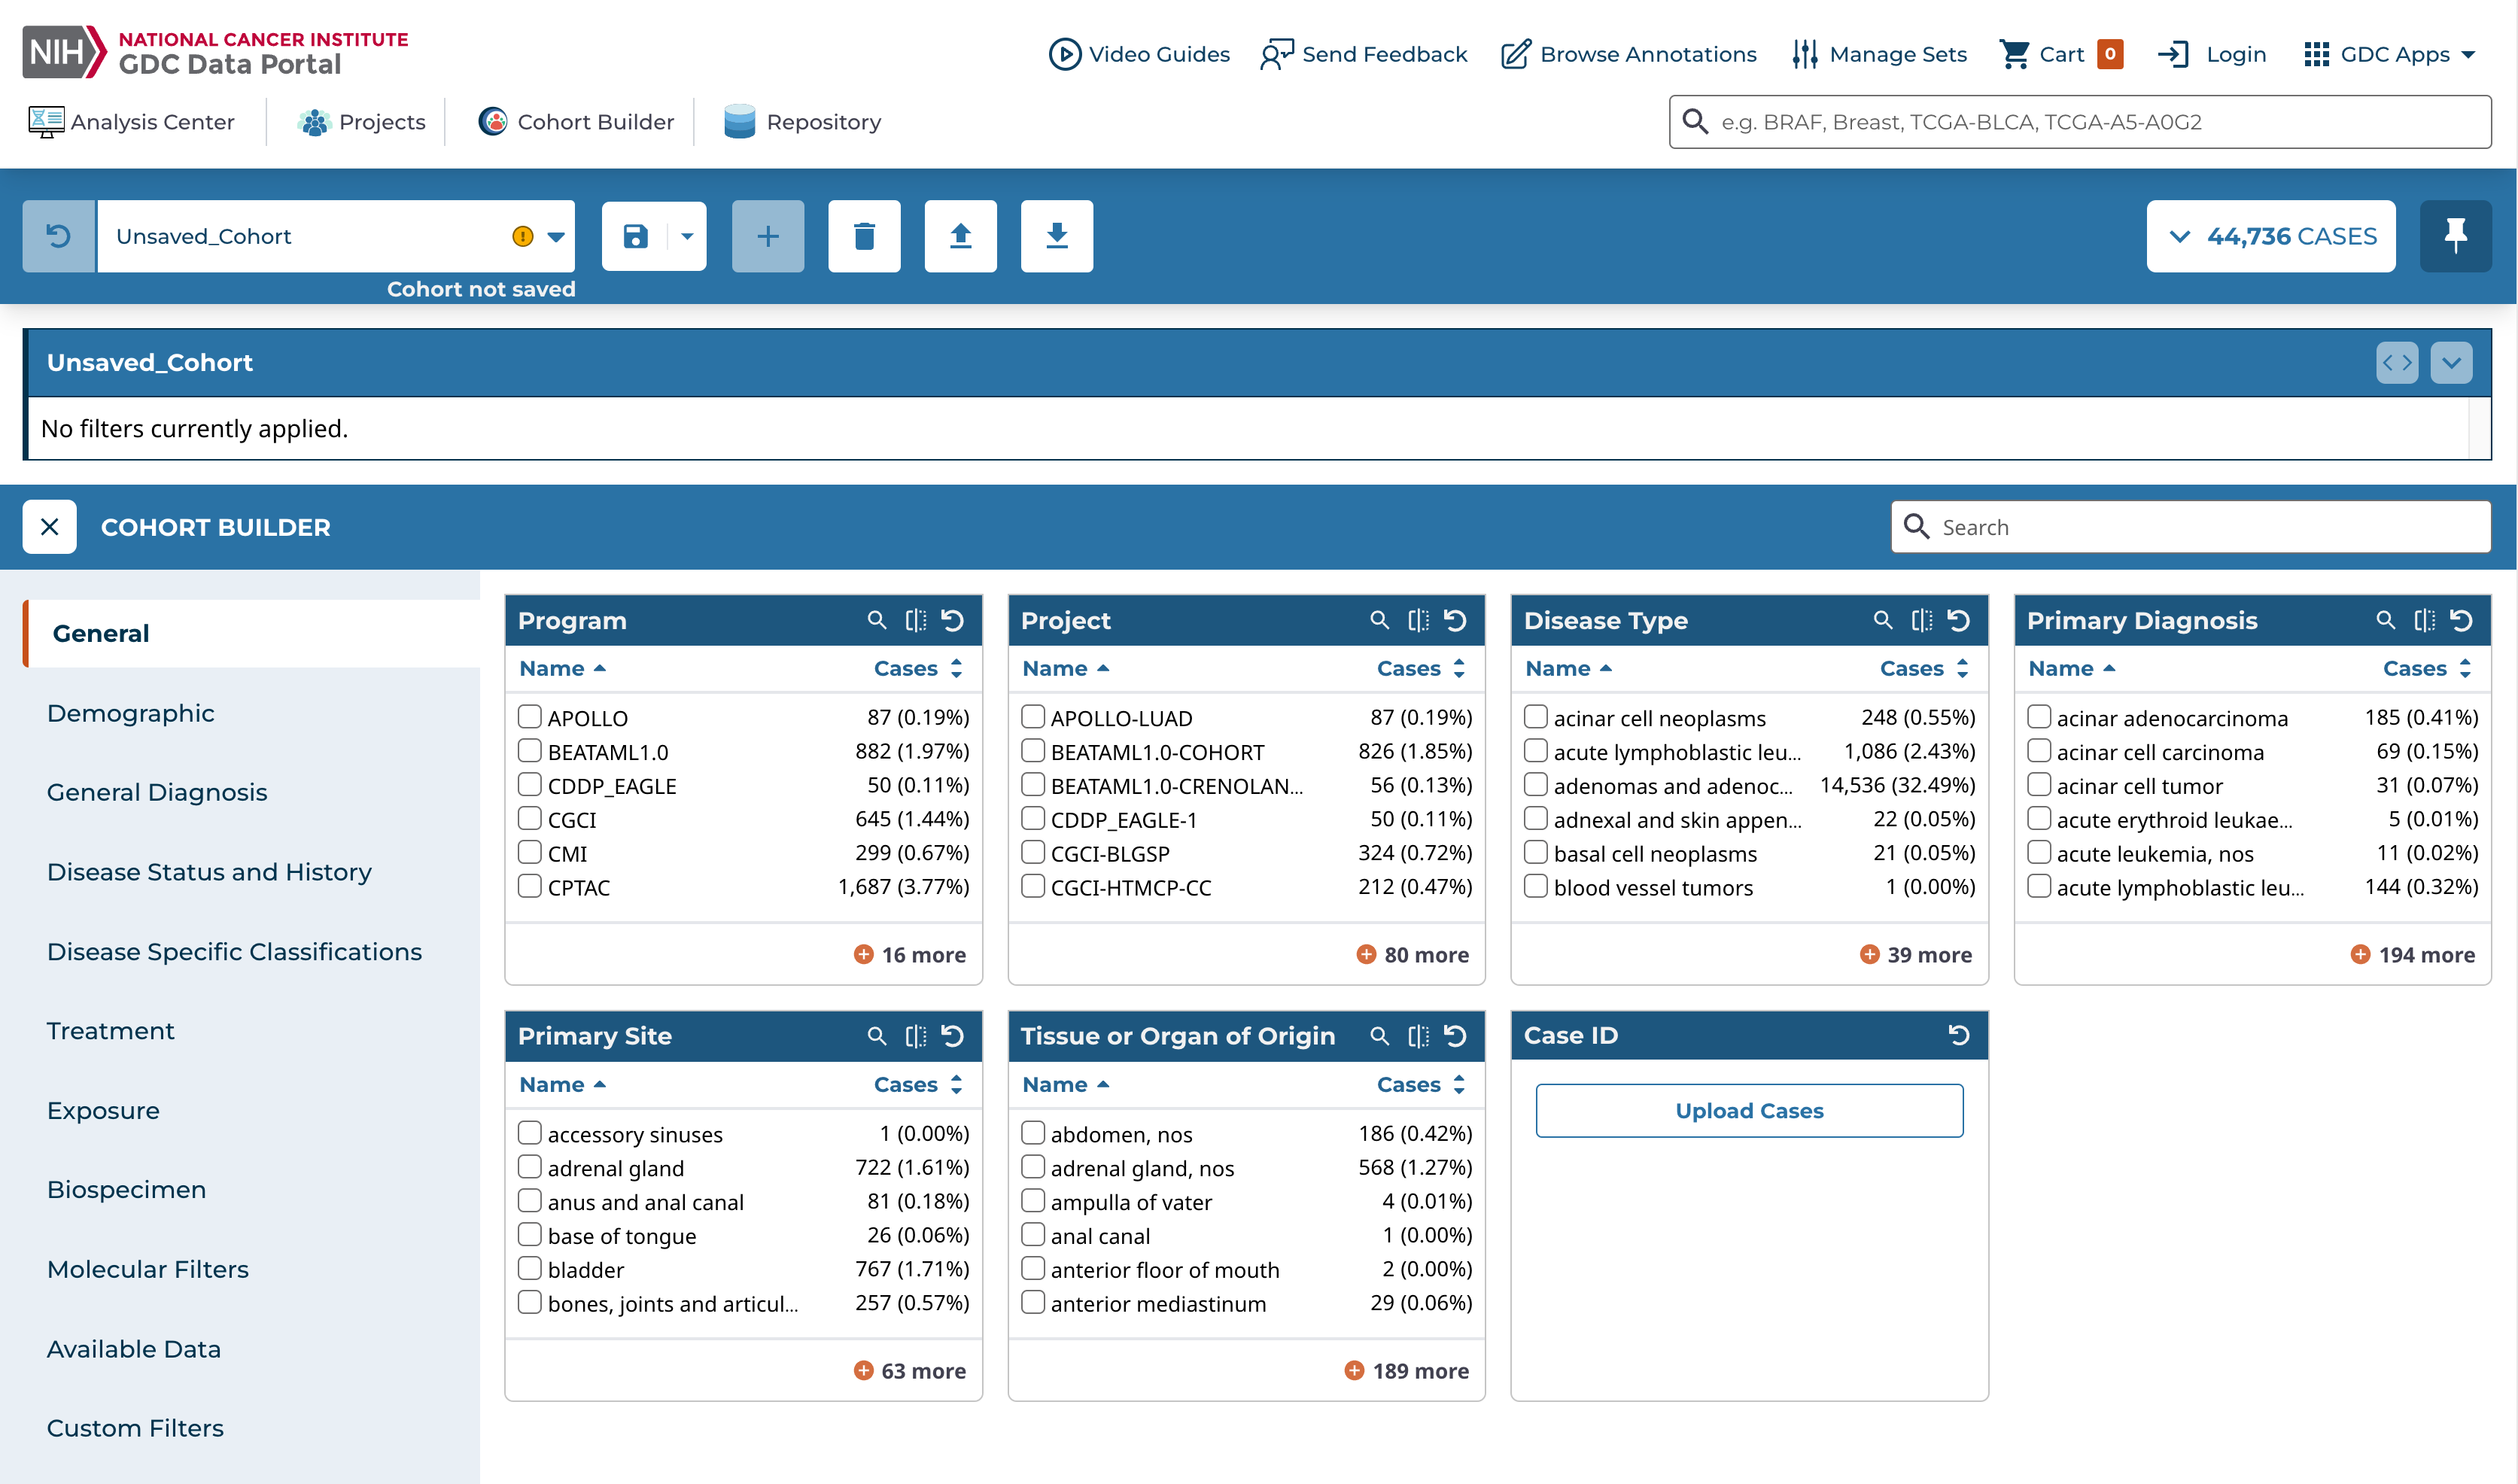 NIH NATIONAL CANCER INSTITUTE
GDC Data Portal
Video Guides Send Feedback Browse Annotations Manage Sets Cart 0 Login GDC Apps
Analysis Center Projects Cohort Builder Repository e.g. BRAF, Breast, TCGA-BLCA, TCGA-A5-A0G2
Unsaved_Cohort 44,736 CASES
Cohort not saved
Unsaved_Cohort
No filters currently applied.
COHORT BUILDER Search
General
Demographic
General Diagnosis
Disease Status and History
Disease Specific Classifications
Treatment
Exposure
Biospecimen
Molecular Filters
Available Data
Custom Filters
Program
Name Cases
APOLLO 87 (0.19%)
BEATAML1.0 882 (1.97%)
CDDP_EAGLE 50 (0.11%)
CGCI 645 (1.44%)
CMI 299 (0.67%)
CPTAC 1,687 (3.77%)
16 more
Project
Name Cases
APOLLO-LUAD 87 (0.19%)
BEATAML1.0-COHORT 826 (1.85%)
BEATAML1.0-CRENOLAN... 56 (0.13%)
CDDP_EAGLE-1 50 (0.11%)
CGCI-BLGSP 324 (0.72%)
CGCI-HTMCP-CC 212 (0.47%)
80 more
Disease Type
Name Cases
acinar cell neoplasms 248 (0.55%)
acute lymphoblastic leu... 1,086 (2.43%)
adenomas and adenoc... 14,536 (32.49%)
adnexal and skin appen... 22 (0.05%)
basal cell neoplasms 21 (0.05%)
blood vessel tumors 1 (0.00%)
39 more
Primary Diagnosis
Name Cases
acinar adenocarcinoma 185 (0.41%)
acinar cell carcinoma 69 (0.15%)
acinar cell tumor 31 (0.07%)
acute erythroid leukae... 5 (0.01%)
acute leukemia, nos 11 (0.02%)
acute lymphoblastic leu... 144 (0.32%)
194 more
Primary Site
Name Cases
accessory sinuses 1 (0.00%)
adrenal gland 722 (1.61%)
anus and anal canal 81 (0.18%)
base of tongue 26 (0.06%)
bladder 767 (1.71%)
bones, joints and articul... 257 (0.57%)
63 more
Tissue or Organ of Origin
Name Cases
abdomen, nos 186 (0.42%)
adrenal gland, nos 568 (1.27%)
ampulla of vater 4 (0.01%)
anal canal 1 (0.00%)
anterior floor of mouth 2 (0.00%)
anterior mediastinum 29 (0.06%)
189 more
Case ID
Upload Cases